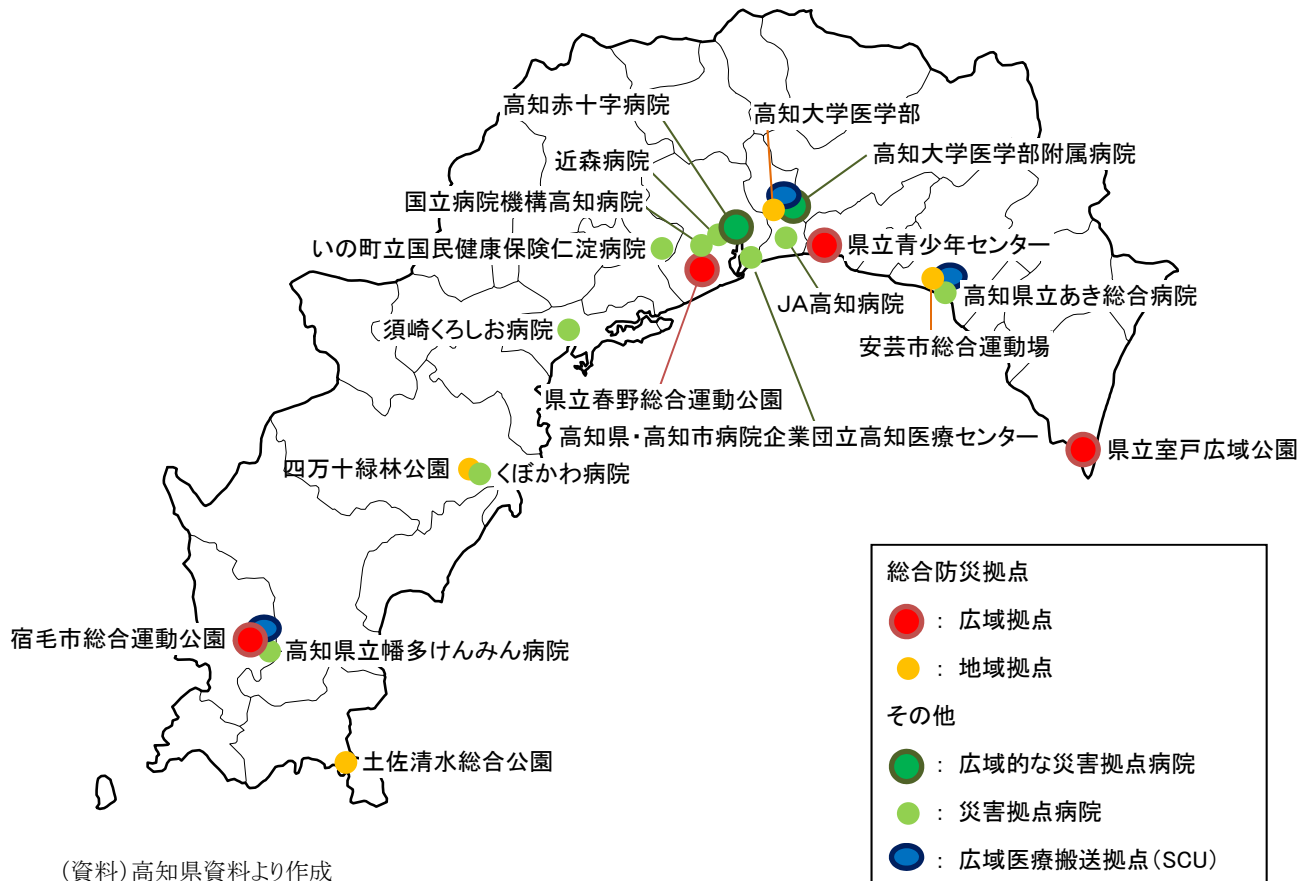 高知赤十字病院
高知大学医学部
近森病院
高知大学医学部附属病院
国立病院機構高知病院
いの町立国民健康保険仁淀病院
県立青少年センター
JA高知病院
高知県立あき総合病院
須崎くろしお病院
安芸市総合運動場
県立春野総合運動公園
高知県・高知市病院企業団立高知医療センター
県立室戸広域公園
四万十緑林公園
くぼかわ病院
宿毛市総合運動公園
高知県立幡多けんみん病院
土佐清水総合公園
総合防災拠点
： 広域拠点
： 地域拠点
その他
： 広域的な災害拠点病院
： 災害拠点病院
： 広域医療搬送拠点（SCU）
（資料）高知県資料より作成